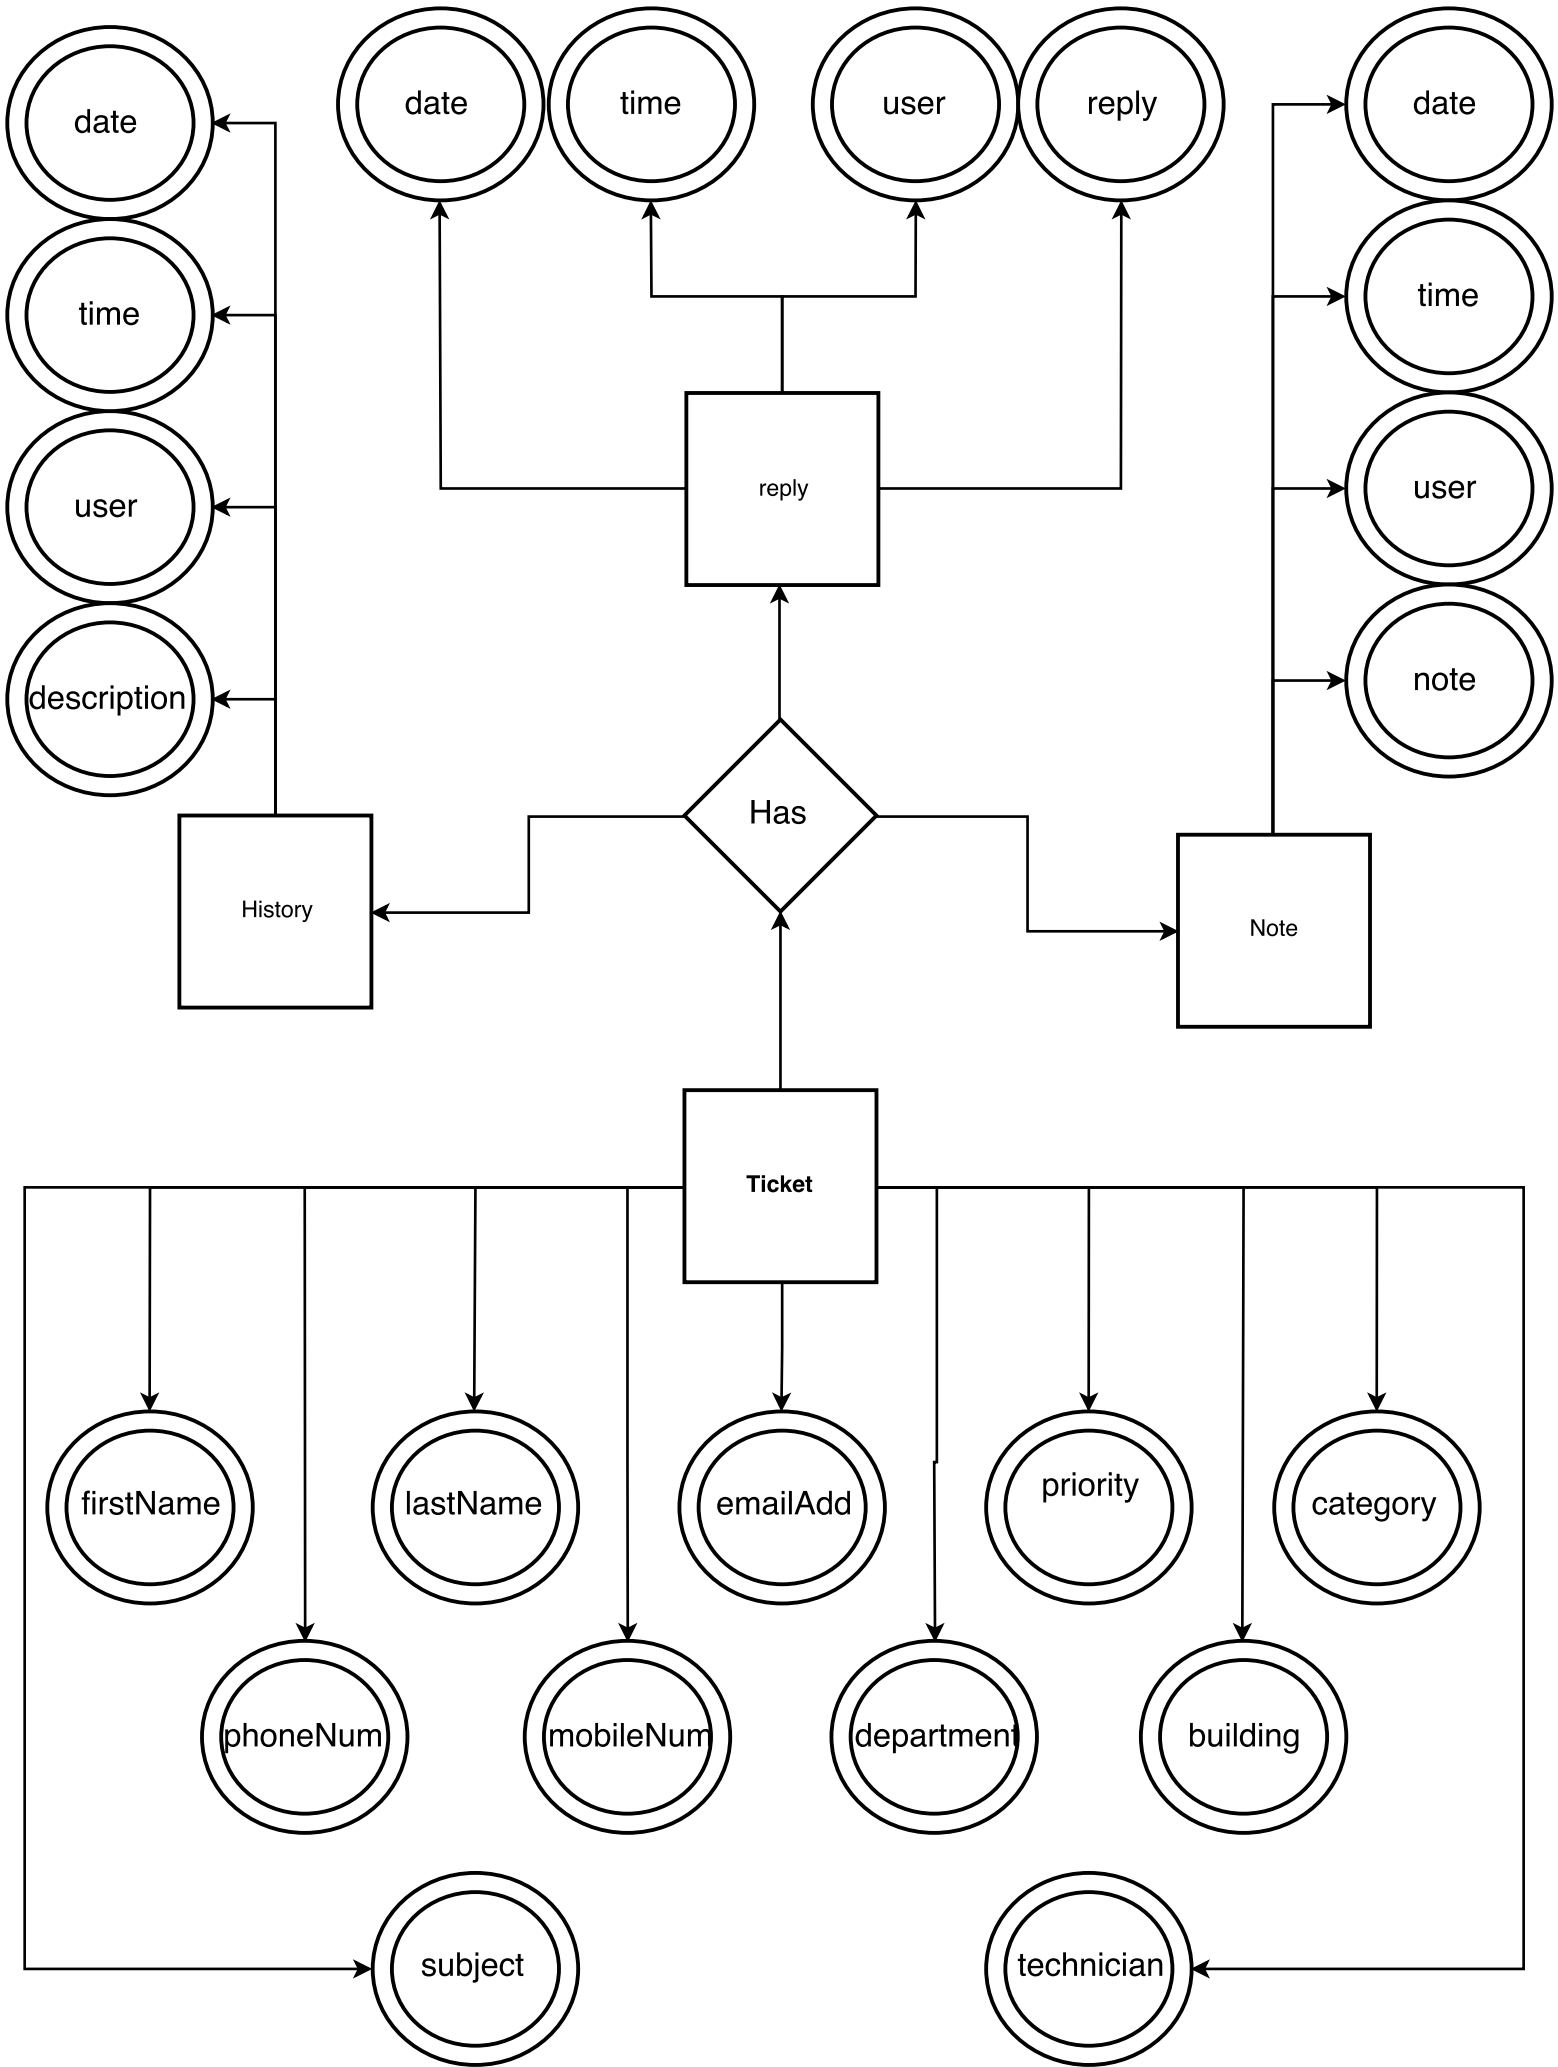 date
time
user
reply
date
date
time
time
user
reply
user
description
note
Has
History
Note
Ticket
firstName
lastName
emailAdd
priority
category
phoneNum
mobileNum
department
building
subject
technician